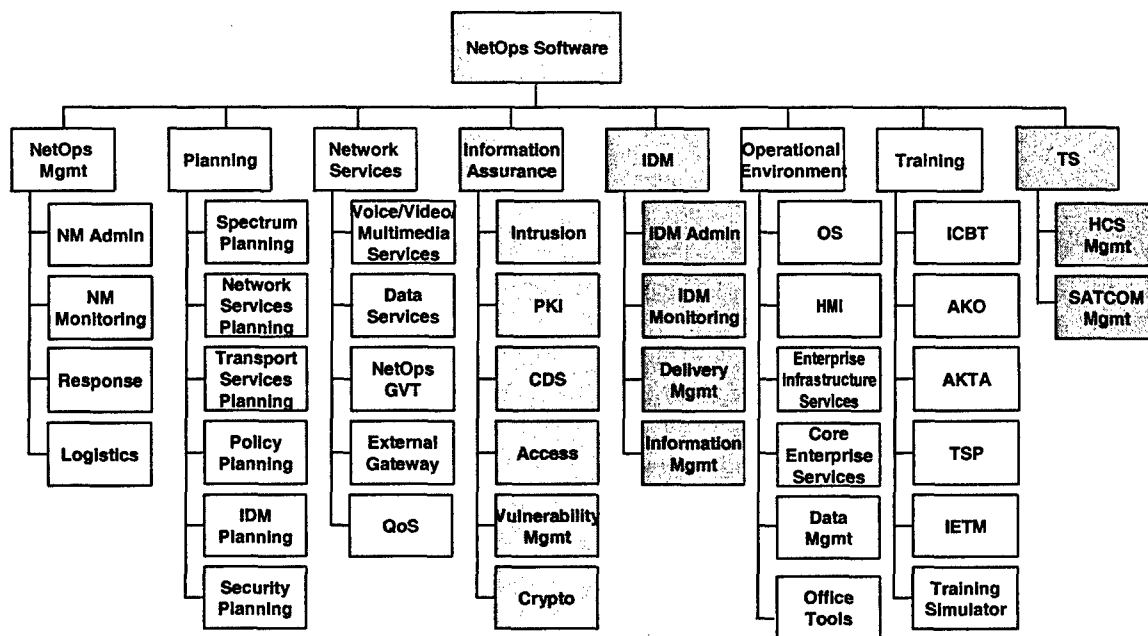 NetOps Software
NetOps
Mgmt
Planning
Network
Services
Information
Assurance
IDM
Operational
Environment
Training
TS
NM Admin
NM
Monitoring
Response
Logistics
Spectrum
Planning
Network
Services
Planning
Transport
Services
Planning
Policy
Planning
IDM
Planning
Security
Planning
Voice/Video/
Multimedia
Services
Data
Services
NetOps
GVT
External
Gateway
QoS
Intrusion
PKI
CDS
Access
Vulnerability
Mgmt
Crypto
IDM Admin
IDM
Monitoring
Delivery
Mgmt
Information
Mgmt
OS
HMI
Enterprise
Infrastructure
Services
Core
Enterprise
Services
Data
Mgmt
Office
Tools
ICBT
AKO
AKTA
TSP
IETM
Training
Simulator
HCS
Mgmt
SATCOM
Mgmt